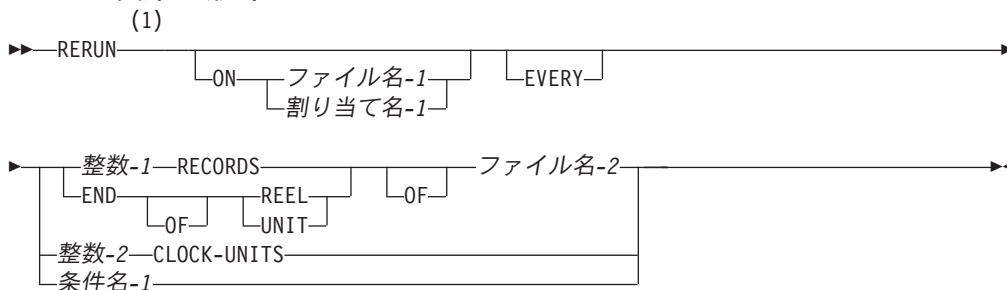 (1)
RERUN
ON ファイル名-1 EVERY
割り当て名-1
整数-1 RECORDS OF ファイル名-2
END OF REEL
UNIT
整数-2 CLOCK-UNITS
条件名-1